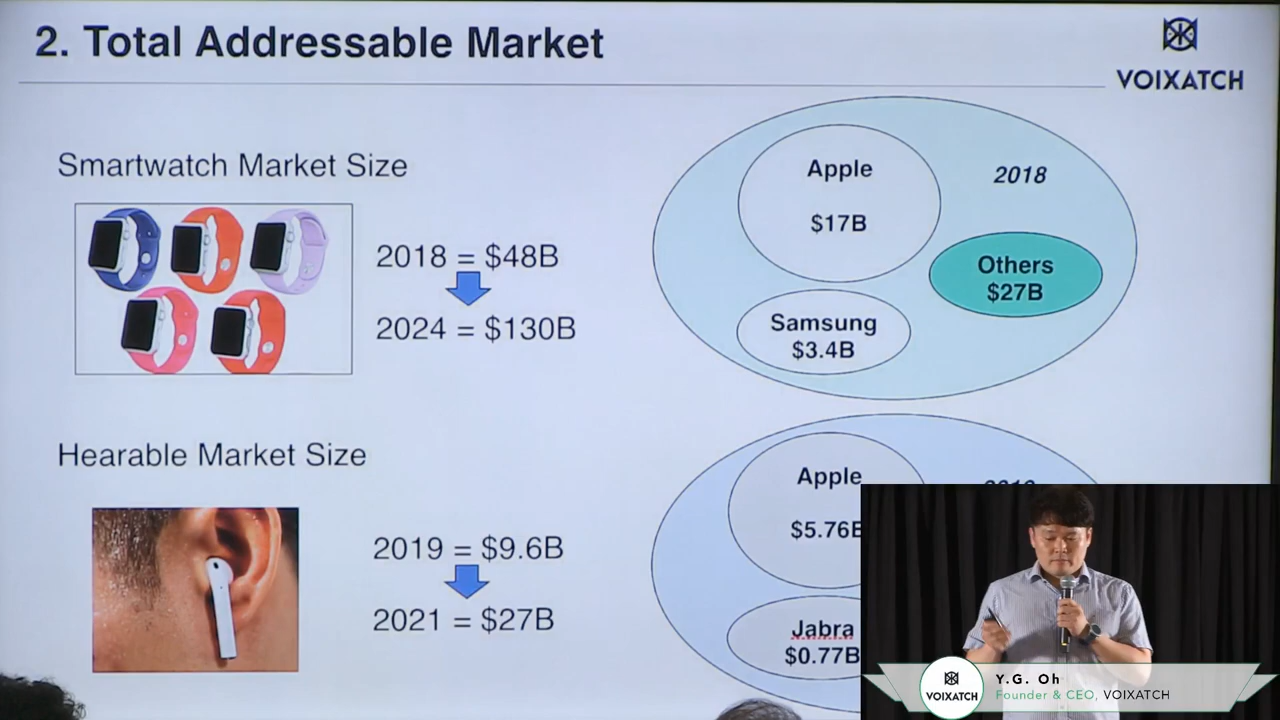 2. Total Addressable Market
VOIXATCH
Smartwatch Market Size
2018 = $48B
2024 = $130B
Apple
$17B
2018
Others
$27B
Samsung
$3.4B
Hearable Market Size
2019 = $9.6B
2021 = $27B
Apple
$5.76B
Jabra
$0.77B
VOIXATCH
Y.G. Oh
Founder & CEO, VOIXATCH